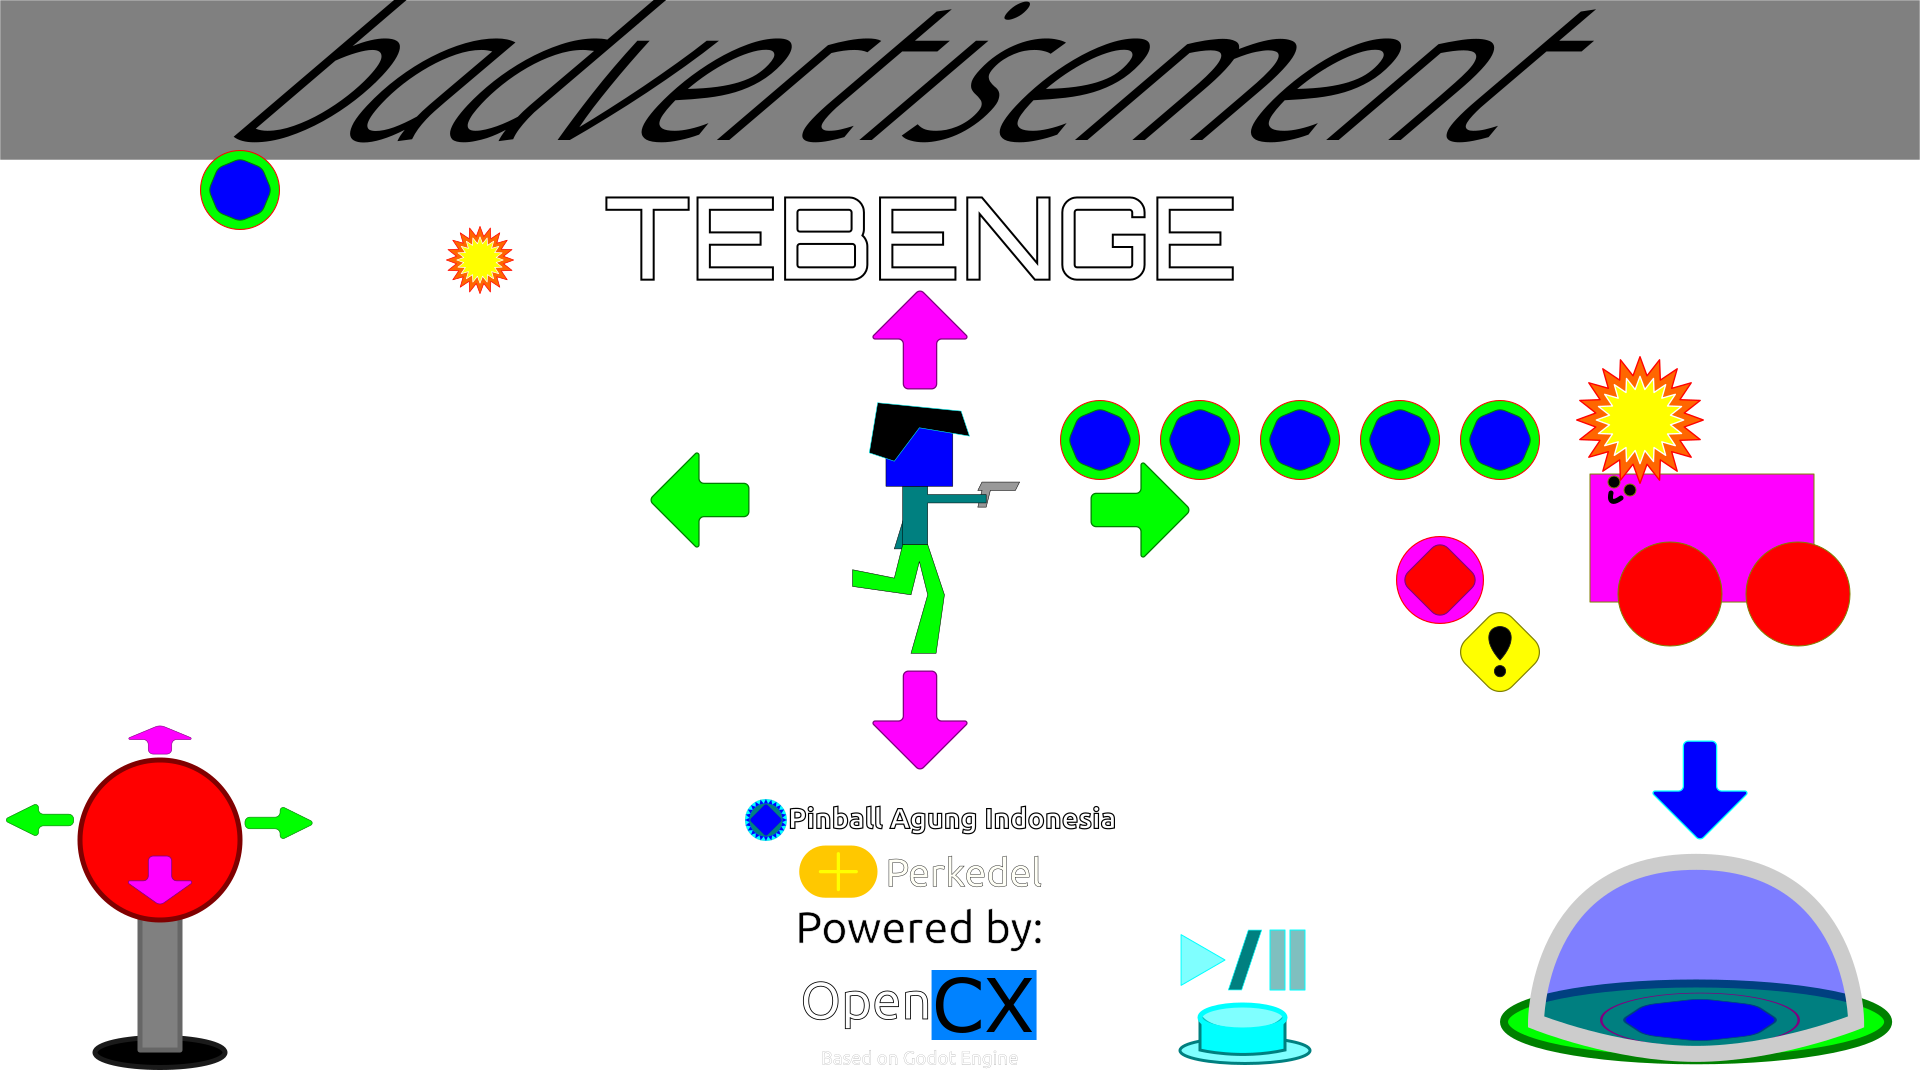 badvertisement
TEBENGE
Pinball Agung Indonesia
Perkedel
Powered by:
OpenCX
Based on Godot Engine